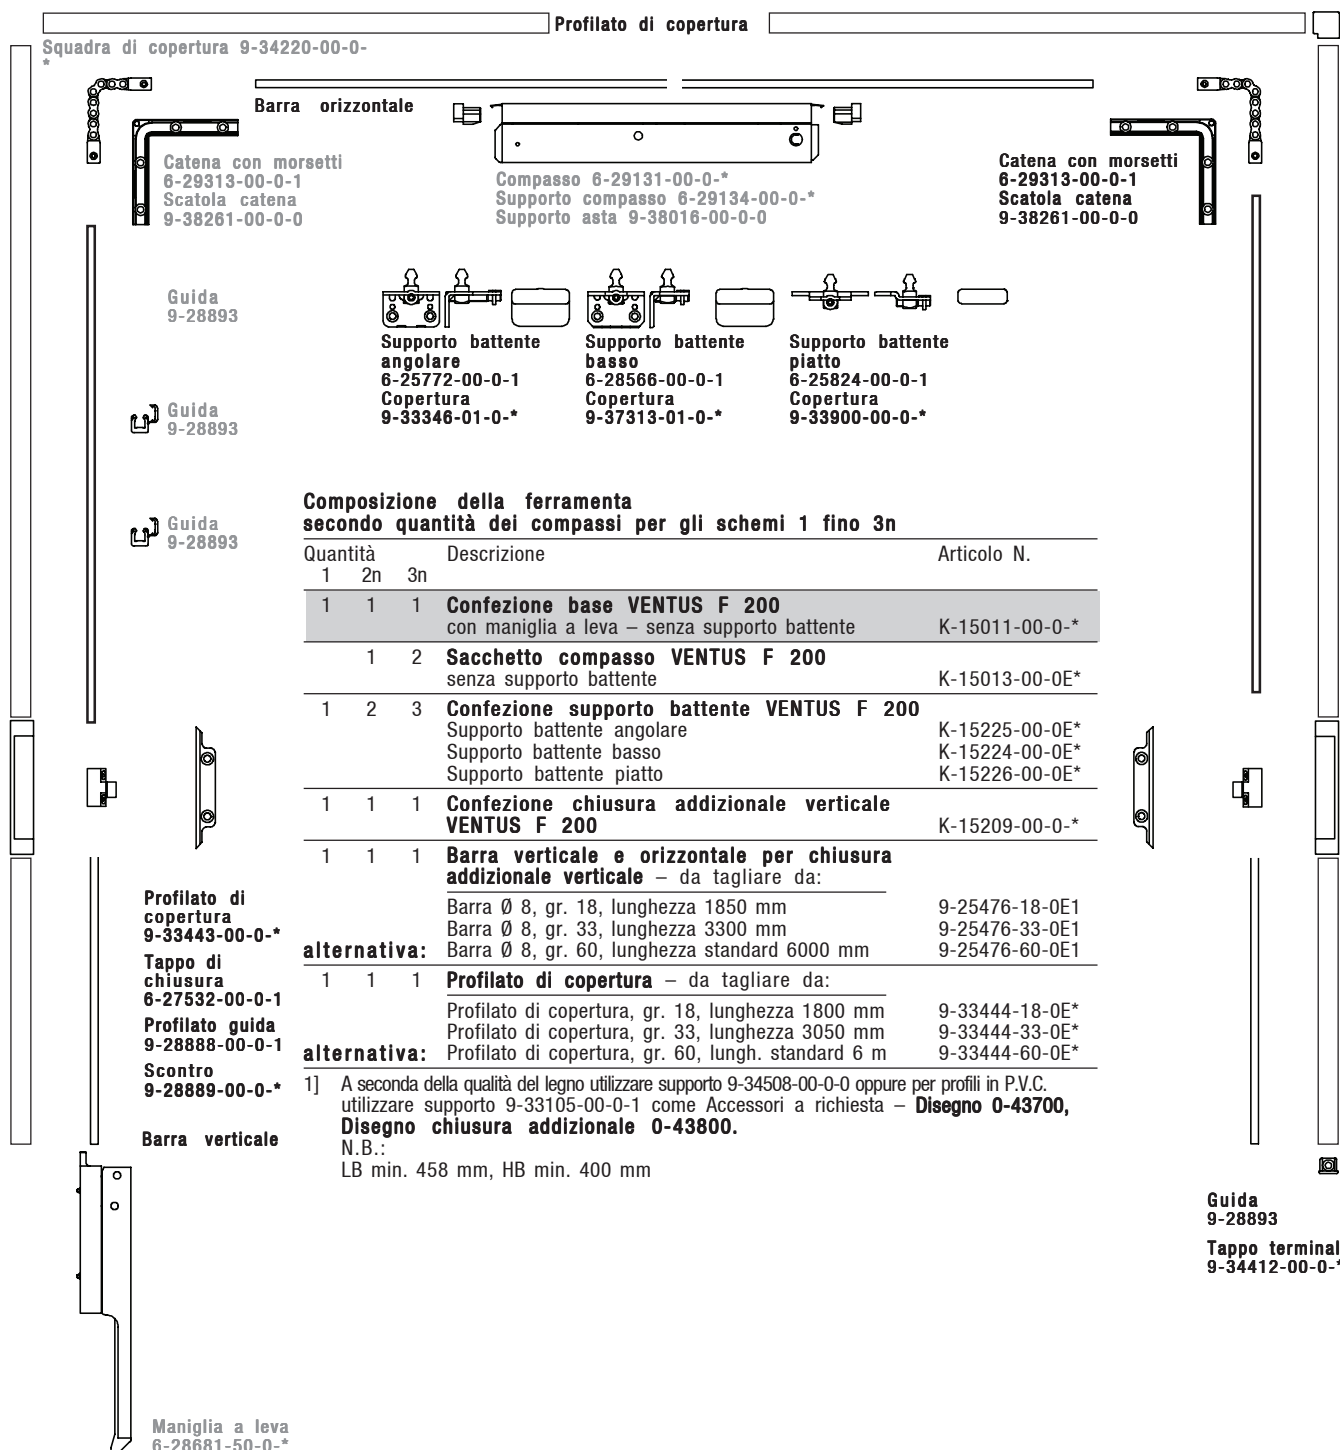 Profilato di copertura
Squadra di copertura 9-34220-00-0-
*
Barra orizzontale
Catena con morsetti
6-29313-00-0-1
Scatola catena
9-38261-00-0-0
Compasso 6-29131-00-0-*
Supporto compasso 6-29134-00-0-*
Supporto asta 9-38016-00-0-0
Catena con morsetti
6-29313-00-0-1
Scatola catena
9-38261-00-0-0
Guida
9-28893
Supporto battente
angolare
6-25772-00-0-1
Copertura
9-33346-01-0-*
Supporto battente
basso
6-28566-00-0-1
Copertura
9-37313-01-0-*
Supporto battente
piatto
6-25824-00-0-1
Copertura
9-33900-00-0-*
Guida
9-28893
Guida
9-28893
Composizione della ferramenta
secondo quantità dei compassi per gli schemi 1 fino 3n
Quantità Descrizione Articolo N.
1 2n 3n
1 1 1 Confezione base VENTUS F 200
con maniglia a leva – senza supporto battente K-15011-00-0-*
1 2 Sacchetto compasso VENTUS F 200
senza supporto battente K-15013-00-0E*
1 2 3 Confezione supporto battente VENTUS F 200
Supporto battente angolare K-15225-00-0E*
Supporto battente basso K-15224-00-0E*
Supporto battente piatto K-15226-00-0E*
1 1 1 Confezione chiusura addizionale verticale
VENTUS F 200 K-15209-00-0-*
1 1 1 Barra verticale e orizzontale per chiusura
addizionale verticale – da tagliare da:
Barra Ø 8, gr. 18, lunghezza 1850 mm 9-25476-18-0E1
Barra Ø 8, gr. 33, lunghezza 3300 mm 9-25476-33-0E1
alternativa: Barra Ø 8, gr. 60, lunghezza standard 6000 mm 9-25476-60-0E1
1 1 1 Profilato di copertura – da tagliare da:
Profilato di copertura, gr. 18, lunghezza 1800 mm 9-33444-18-0E*
Profilato di copertura, gr. 33, lunghezza 3050 mm 9-33444-33-0E*
alternativa: Profilato di copertura, gr. 60, lungh. standard 6 m 9-33444-60-0E*
1] A seconda della qualità del legno utilizzare supporto 9-34508-00-0-0 oppure per profili in P.V.C.
utilizzare supporto 9-33105-00-0-1 come Accessori a richiesta – Disegno 0-43700,
Disegno chiusura addizionale 0-43800.
N.B.:
LB min. 458 mm, HB min. 400 mm
Profilato di
copertura
9-33443-00-0-*
Tappo di
chiusura
6-27532-00-0-1
Profilato guida
9-28888-00-0-1
Scontro
9-28889-00-0-*
Barra verticale
Guida
9-28893
Tappo terminal
9-34412-00-0-*
Maniglia a leva
6-28681-50-0-*